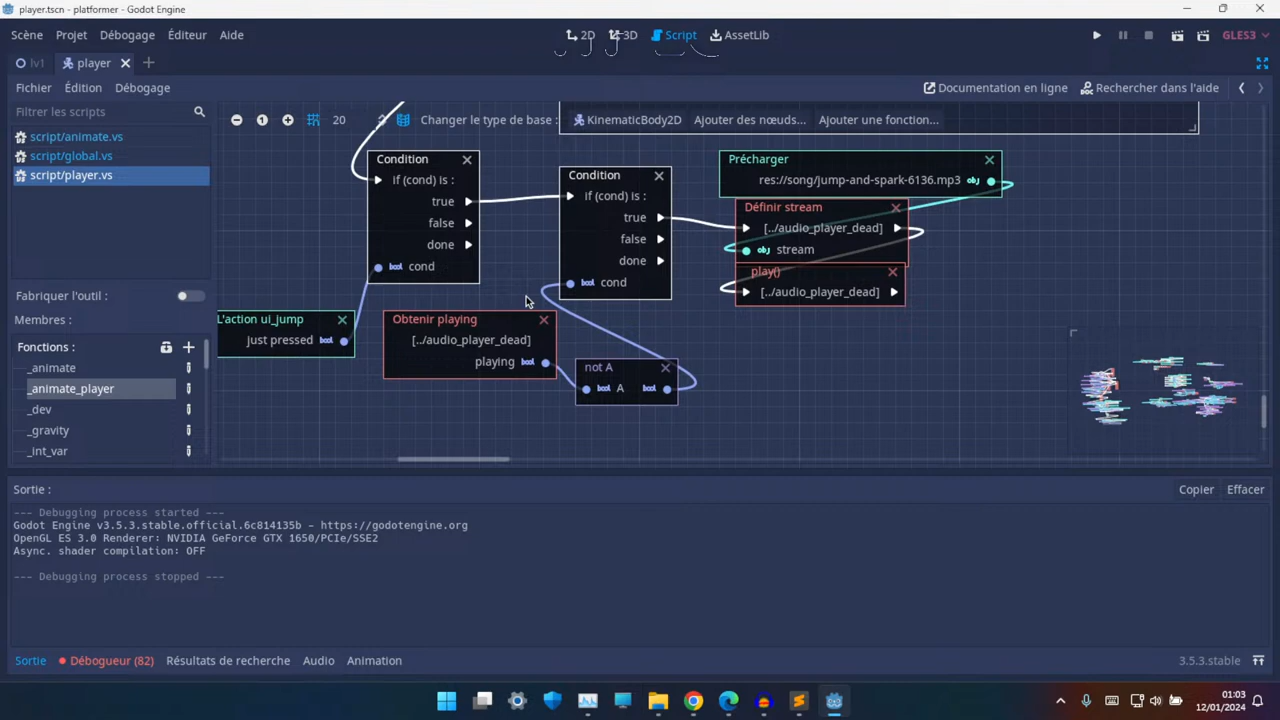 player.tscn - platformer - Godot Engine
Scène Projet Débogage Éditeur Aide
2D 3D Script AssetLib
GLES3
lv1 player
Fichier Édition Débogage
Documentation en ligne Rechercher dans l'aide
Filtrer les scripts
20 Changer le type de base : KinematicBody2D Ajouter des nœuds... Ajouter une fonction...
script/animate.vs
script/global.vs
script/player.vs
Fabriquer l'outil :
Membres :
Fonctions :
_animate
_animate_player
_dev
_gravity
_int_var
Condition
if (cond) is :
true
false
done
bool cond
Condition
if (cond) is :
true
false
done
bool cond
Précharger
res://song/jump-and-spark-6136.mp3 obj
Définir stream
[../audio_player_dead]
obj stream
play()
[../audio_player_dead]
L'action ui_jump
just pressed bool
Obtenir playing
[../audio_player_dead]
playing bool
not A
bool A bool
Sortie :
Copier Effacer
--- Debugging process started ---
Godot Engine v3.5.3.stable.official.6c814135b - https://godotengine.org
OpenGL ES 3.0 Renderer: NVIDIA GeForce GTX 1650/PCIe/SSE2
Async. shader compilation: OFF
--- Debugging process stopped ---
Sortie Débogueur (82) Résultats de recherche Audio Animation
3.5.3.stable
01:03
12/01/2024